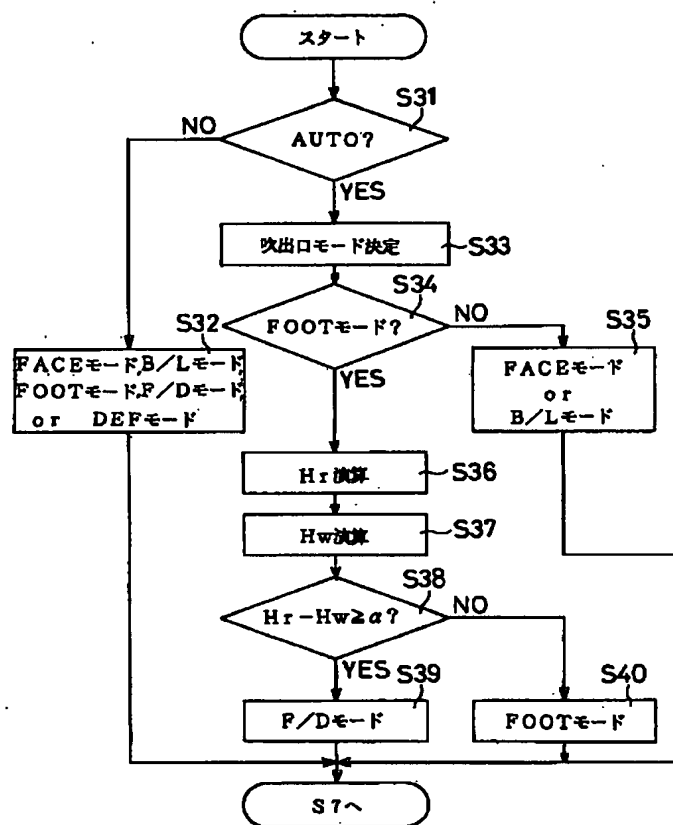 スタート
S31
NO
AUTO?
YES
吹出口モード決定
S33
S34
S32
FOOTモード?
NO
S35
FACEモード,B/Lモード,
FOOTモード,F/Dモード,
or DEFモード
YES
FACEモード
or
B/Lモード
Hr演算
S36
Hw演算
S37
S38
Hr-Hw≥α?
NO
YES
S39
S40
F/Dモード
FOOTモード
S7へ